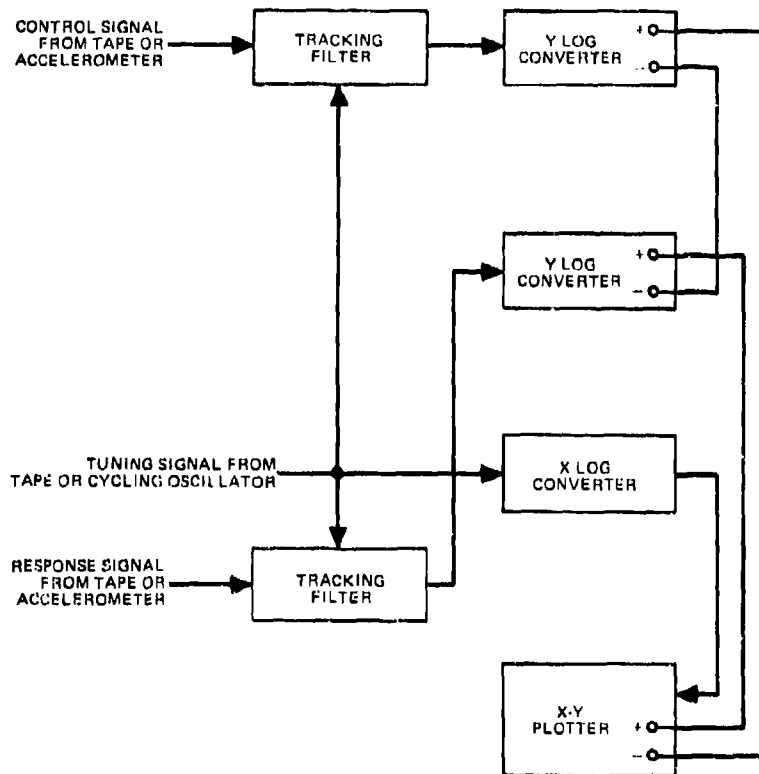 CONTROL SIGNAL
FROM TAPE OR
ACCELEROMETER
TRACKING
FILTER
Y LOG
CONVERTER
+
-
Y LOG
CONVERTER
+
-
TUNING SIGNAL FROM
TAPE OR CYCLING OSCILLATOR
X LOG
CONVERTER
RESPONSE SIGNAL
FROM TAPE OR
ACCELEROMETER
TRACKING
FILTER
X-Y
PLOTTER
+
-